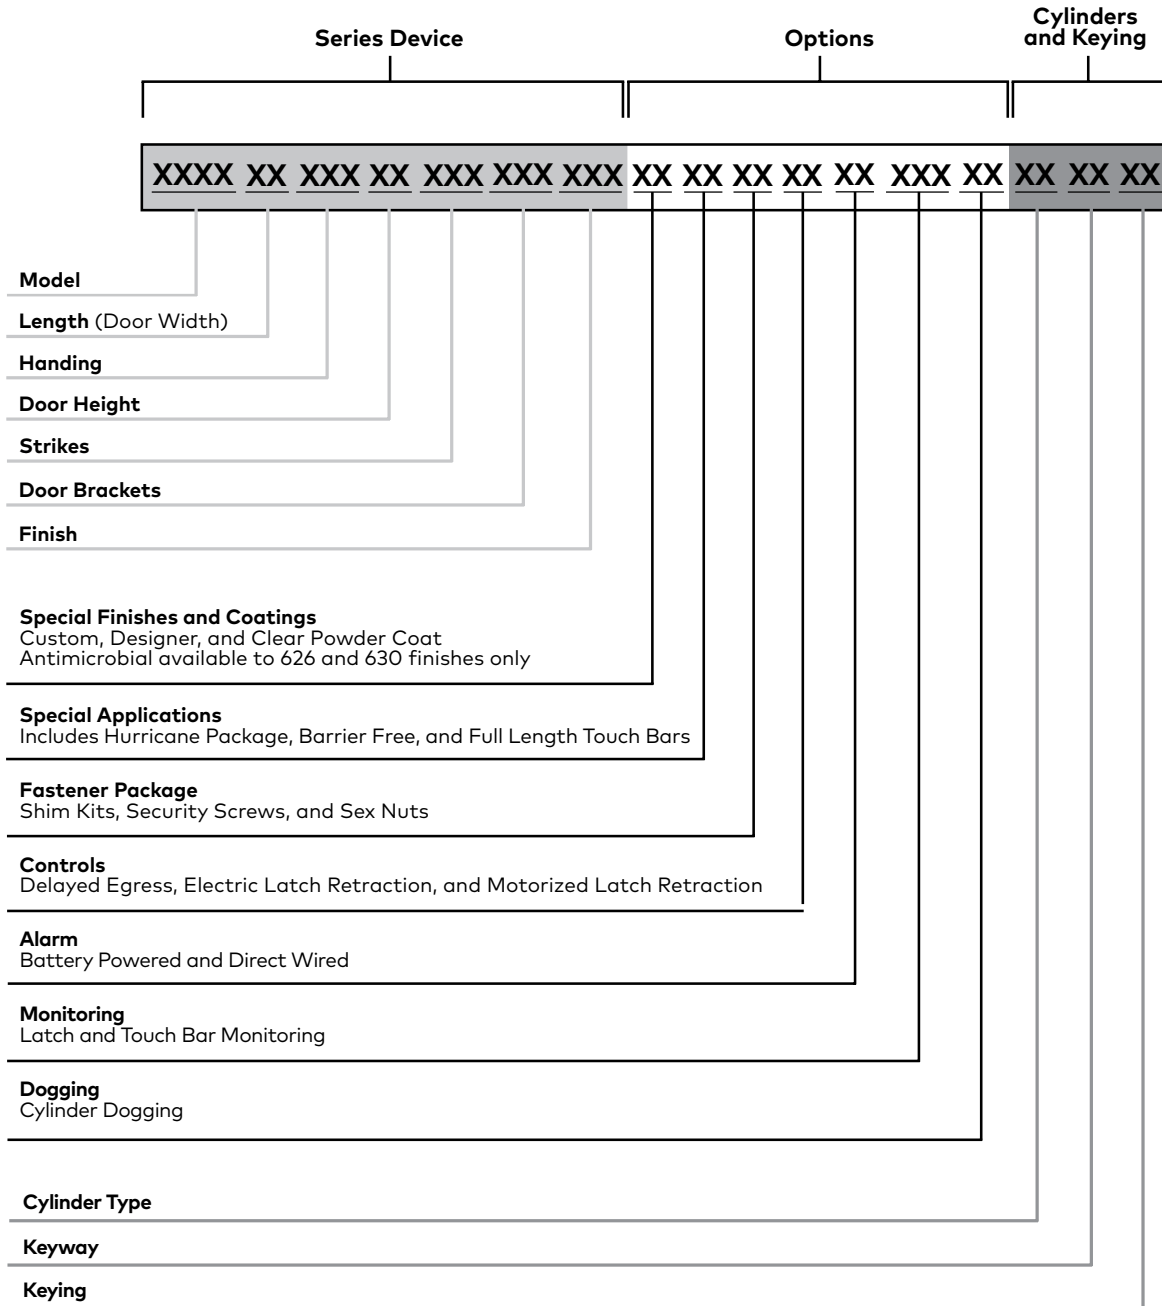 Series Device
Options
Cylinders
and Keying
XXXX XX XXX XX XXX XXX XXX XX XX XX XX XX XXX XX XX XX XX
Model
Length (Door Width)
Handing
Door Height
Strikes
Door Brackets
Finish
Special Finishes and Coatings
Custom, Designer, and Clear Powder Coat
Antimicrobial available to 626 and 630 finishes only
Special Applications
Includes Hurricane Package, Barrier Free, and Full Length Touch Bars
Fastener Package
Shim Kits, Security Screws, and Sex Nuts
Controls
Delayed Egress, Electric Latch Retraction, and Motorized Latch Retraction
Alarm
Battery Powered and Direct Wired
Monitoring
Latch and Touch Bar Monitoring
Dogging
Cylinder Dogging
Cylinder Type
Keyway
Keying